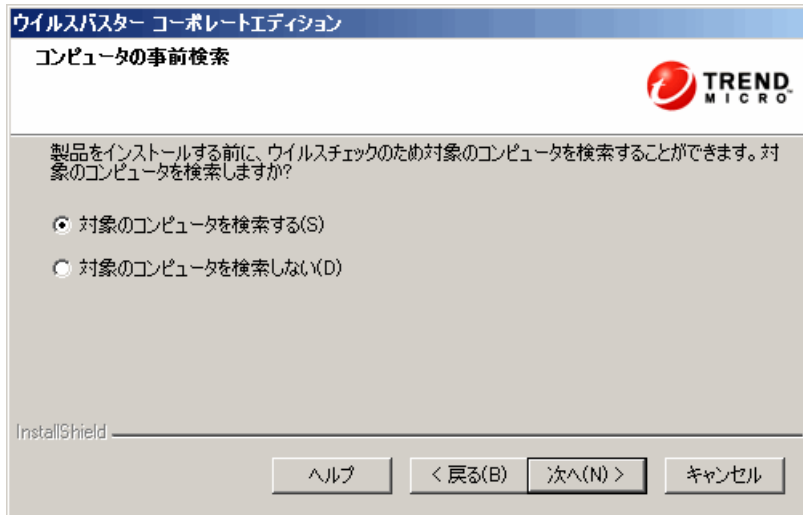 ウイルスバスター コーポレートエディション
コンピュータの事前検索
TREND
MICRO™
製品をインストールする前に、ウイルスチェックのため対象のコンピュータを検索することができます。対
象のコンピュータを検索しますか?
対象のコンピュータを検索する(S)
対象のコンピュータを検索しない(D)
InstallShield
ヘルプ
< 戻る(B)
次へ(N) >
キャンセル